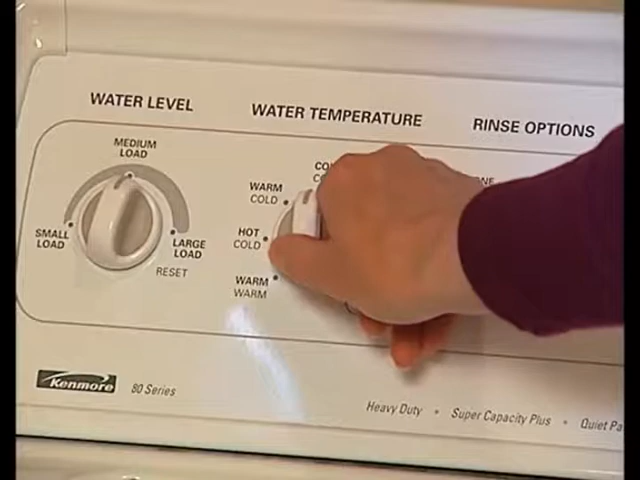 WATER LEVEL
WATER TEMPERATURE
RINSE OPTIONS
MEDIUM
LOAD
SMALL
LOAD
LARGE
LOAD
RESET
WARM
COLD
HOT
COLD
WARM
WARM
Kenmore
80 Series
Heavy Duty • Super Capacity Plus • Quiet